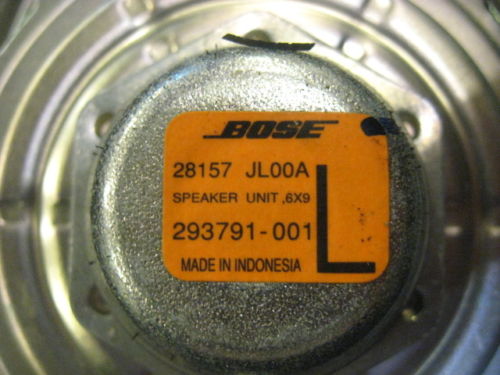 BOSE
28157 JL00A
SPEAKER UNIT ,6X9
293791-001
MADE IN INDONESIA
L